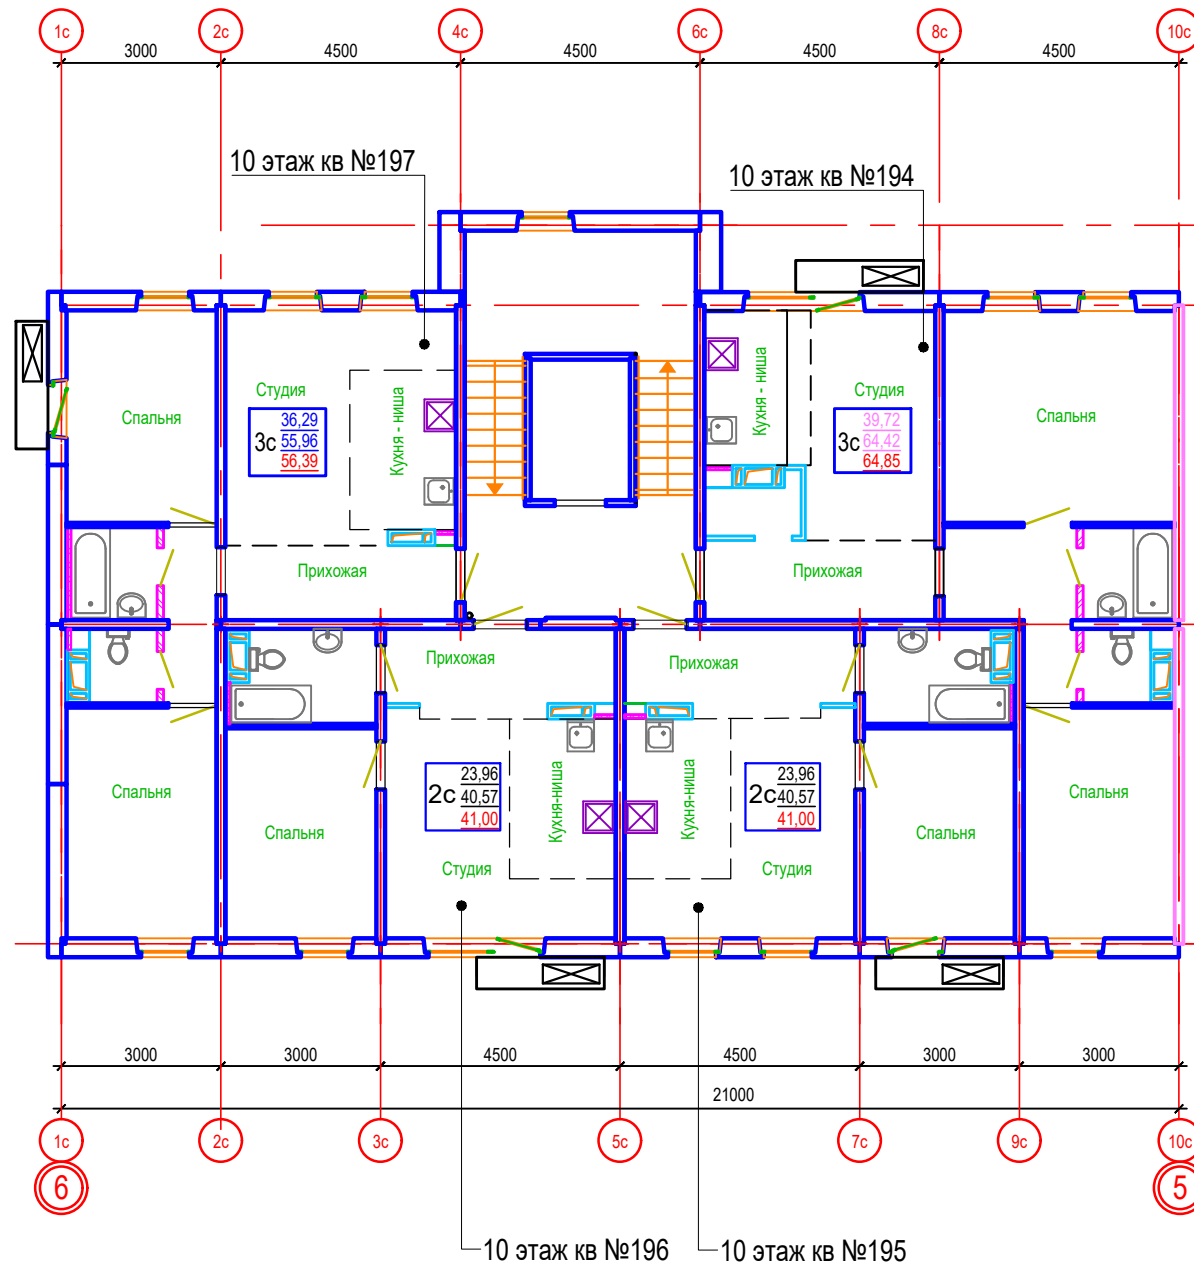 1с 2с 4с 6с 8с 10с
3000 4500 4500 4500 4500
10 этаж кв №197
10 этаж кв №194
Студия
Кухня - ниша
Кухня - ниша
Студия
Спальня
Спальня
3с
36,29
55,96
56,39
3с
39,72
64,42
64,85
Прихожая
Прихожая
Прихожая
Прихожая
Спальня
Спальня
Спальня
Спальня
2с
23,96
40,57
41,00
Кухня-ниша
Кухня-ниша
2с
23,96
40,57
41,00
Студия
Студия
3000 3000 4500 4500 3000 3000
21000
1с 2с 3с 5с 7с 9с 10с
6 5
10 этаж кв №196
10 этаж кв №195